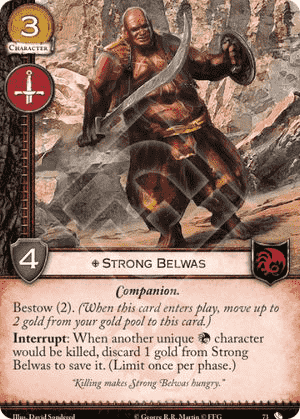 3
CHARACTER
4
STRONG BELWAS
Companion.
Bestow (2). (When this card enters play, move up to
2 gold from your gold pool to this card.)
Interrupt: When another unique character
would be killed, discard 1 gold from Strong
Belwas to save it. (Limit once per phase.)
"Killing makes Strong Belwas hungry."
Illus. David Sondered
© George R.R. Martin © FFG
73